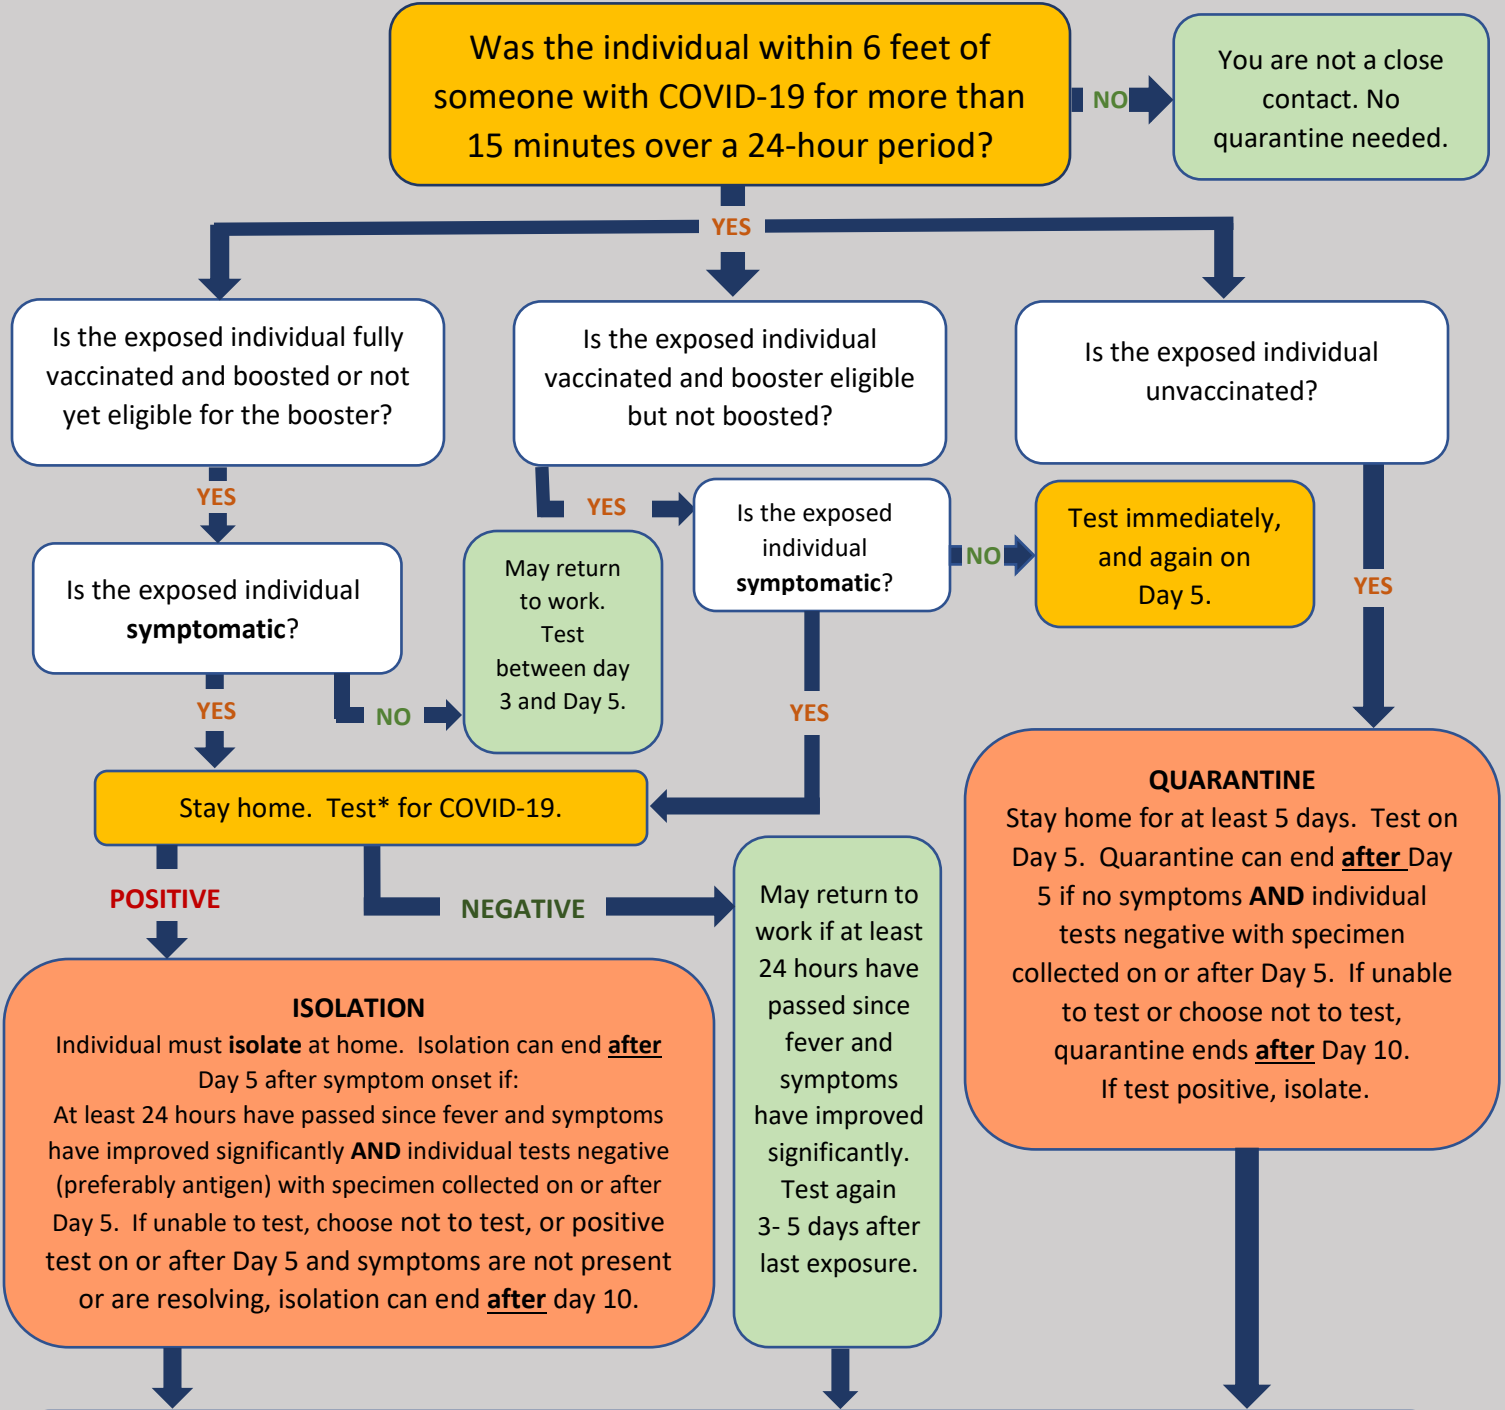 Was the individual within 6 feet of
someone with COVID-19 for more than
15 minutes over a 24-hour period?
NO
You are not a close
contact. No
quarantine needed.
YES
Is the exposed individual fully
vaccinated and boosted or not
yet eligible for the booster?
Is the exposed individual
vaccinated and booster eligible
but not boosted?
Is the exposed individual
unvaccinated?
YES
YES
Is the exposed
individual
symptomatic?
NO
Test immediately,
and again on
Day 5.
YES
Is the exposed individual
symptomatic?
May return
to work.
Test
between day
3 and Day 5.
YES
NO
YES
Stay home.  Test* for COVID-19.
QUARANTINE
Stay home for at least 5 days.  Test on
Day 5.  Quarantine can end after Day
5 if no symptoms AND individual
tests negative with specimen
collected on or after Day 5.  If unable
to test or choose not to test,
quarantine ends after Day 10.
If test positive, isolate.
POSITIVE
NEGATIVE
May return to
work if at least
24 hours have
passed since
fever and
symptoms
have improved
significantly.
Test again
3- 5 days after
last exposure.
ISOLATION
Individual must isolate at home.  Isolation can end after
Day 5 after symptom onset if:
At least 24 hours have passed since fever and symptoms
have improved significantly AND individual tests negative
(preferably antigen) with specimen collected on or after
Day 5.  If unable to test, choose not to test, or positive
test on or after Day 5 and symptoms are not present
or are resolving, isolation can end after day 10.